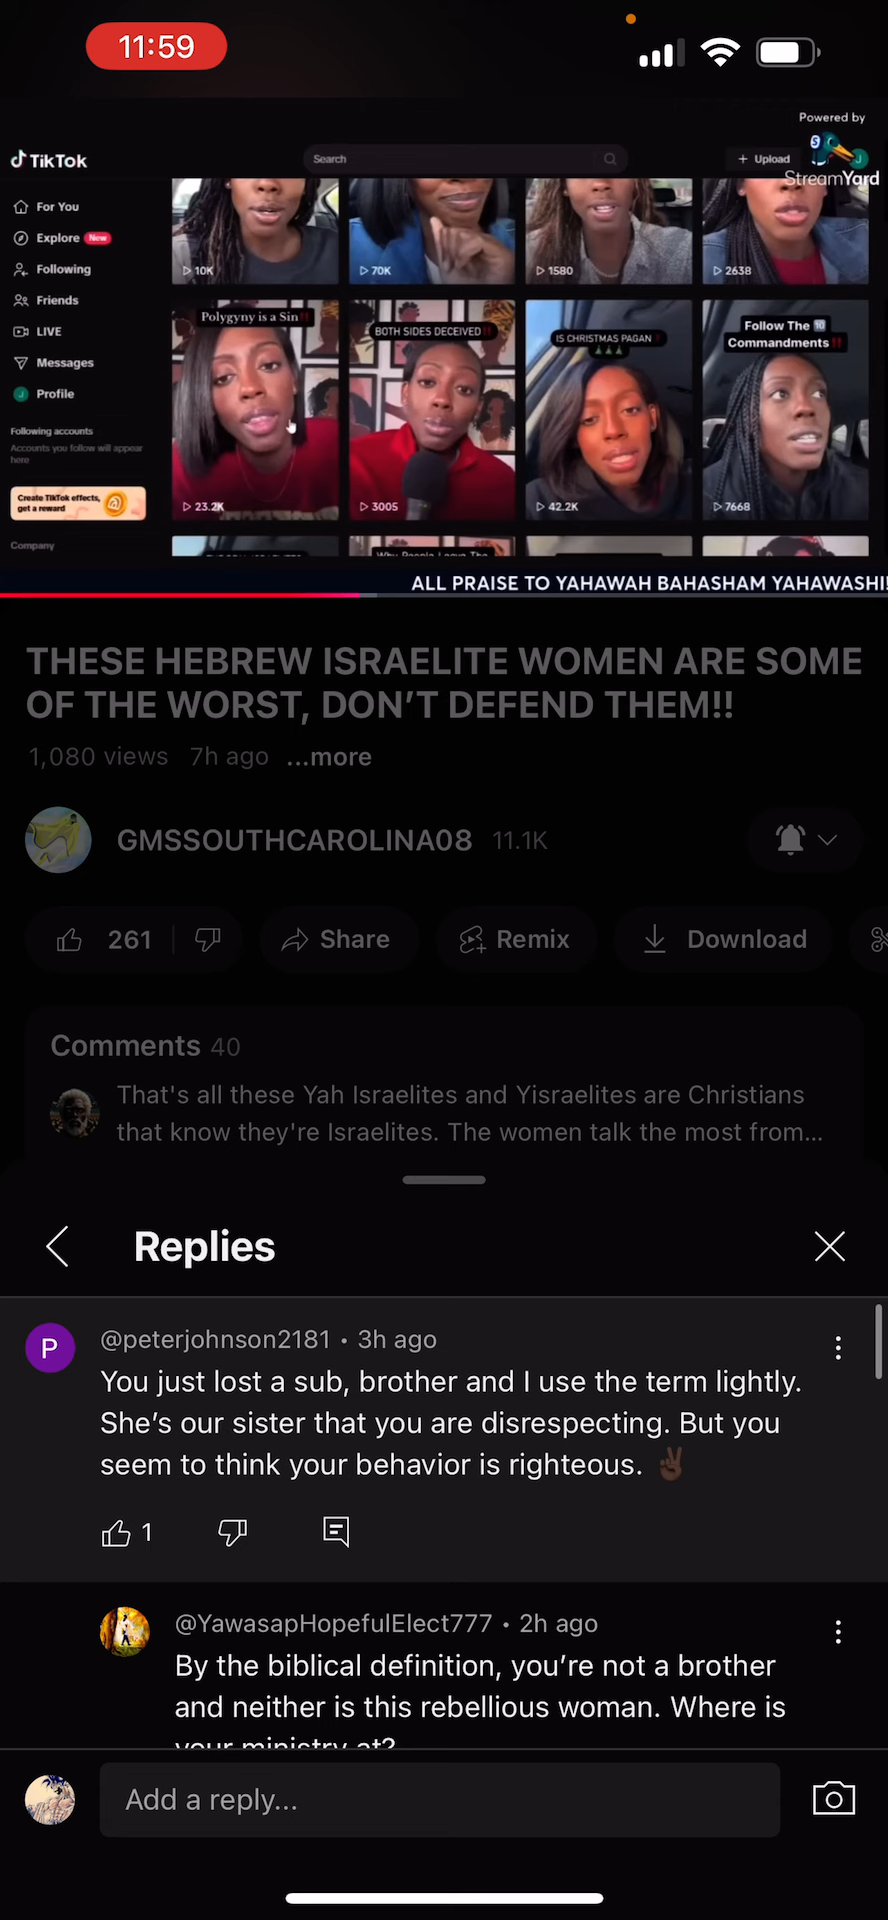 11:59
Powered by
StreamYard
TikTok
Search
+ Upload
For You
Explore New
Following
Friends
LIVE
Messages
Profile
Following accounts
Accounts you follow will appear
here
Create TikTok effects,
get a reward
Company
10K
70K
1580
2638
Polygyny is a Sin!!
23.2K
BOTH SIDES DECEIVED!!
3005
IS CHRISTMAS PAGAN
42.2K
Follow The 10
Commandments!!
7668
Why People Leave The
ALL PRAISE TO YAHAWAH BAHASHAM YAHAWASHI!
THESE HEBREW ISRAELITE WOMEN ARE SOME
OF THE WORST, DON'T DEFEND THEM!!
1,080 views 7h ago ...more
GMSSOUTHCAROLINA08 11.1K
261
Share
Remix
Download
Comments 40
That's all these Yah Israelites and Yisraelites are Christians
that know they're Israelites. The women talk the most from...
Replies
P
@peterjohnson2181 • 3h ago
You just lost a sub, brother and I use the term lightly.
She's our sister that you are disrespecting. But you
seem to think your behavior is righteous. ✌🏿
1
@YawasapHopefulElect777 • 2h ago
By the biblical definition, you're not a brother
and neither is this rebellious woman. Where is
your ministry at?
Add a reply...